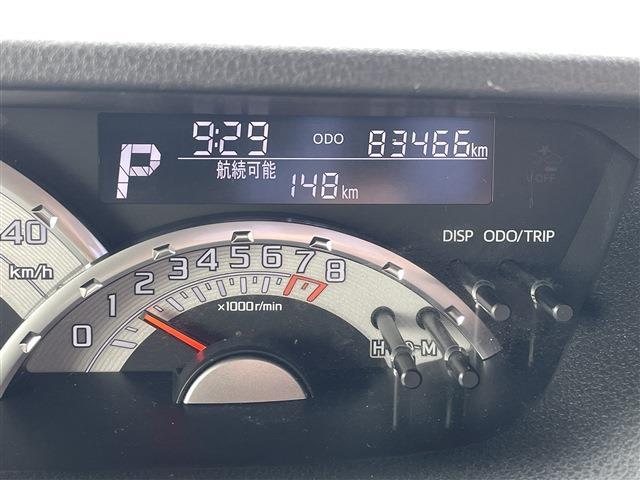 9:29 ODO 83466km
P
航続可能
148km
OFF
DISP ODO/TRIP
40
km/h
0 1 2 3 4 5 6 7 8
×1000r/min